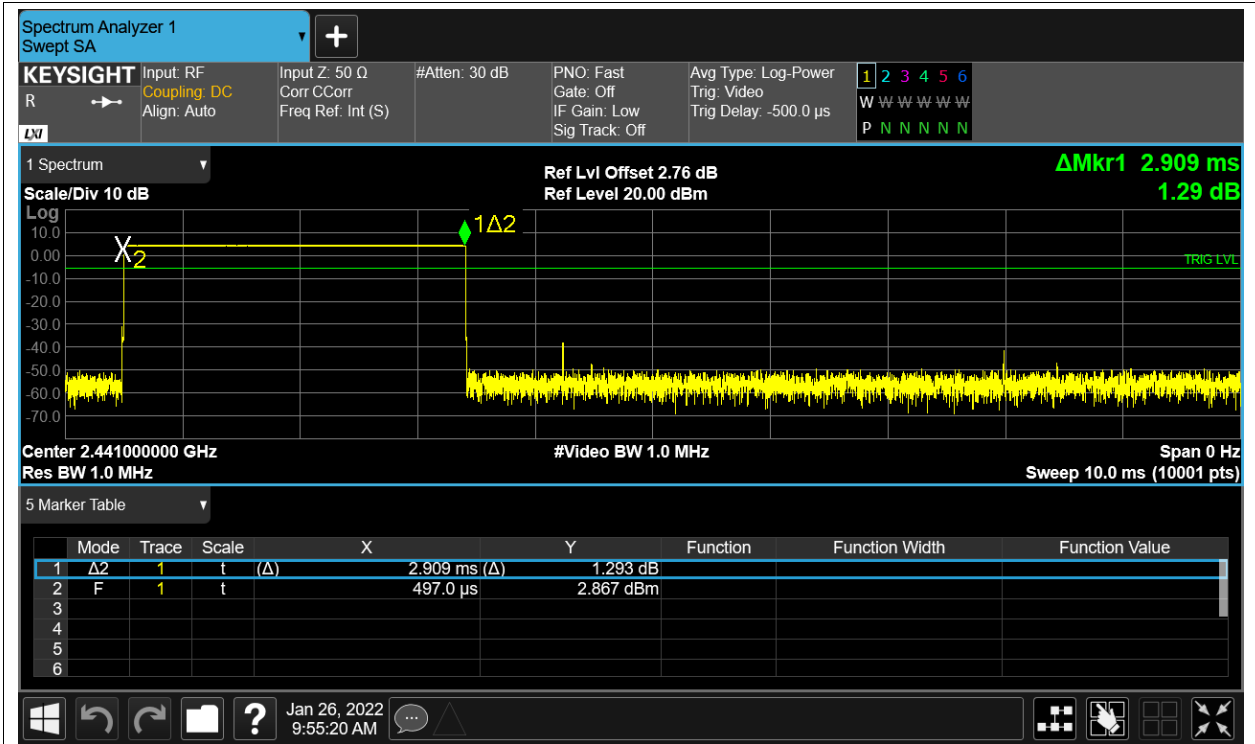 Spectrum Analyzer 1
Swept SA
+
KEYSIGHT
R
LXI
Input: RF
Coupling: DC
Align: Auto
Input Z: 50 Ω
Corr CCorr
Freq Ref: Int (S)
#Atten: 30 dB
PNO: Fast
Gate: Off
IF Gain: Low
Sig Track: Off
Avg Type: Log-Power
Trig: Video
Trig Delay: -500.0 µs
1 2 3 4 5 6
W W W W W W
P N N N N N
1 Spectrum
Scale/Div 10 dB
Ref Lvl Offset 2.76 dB
Ref Level 20.00 dBm
ΔMkr1 2.909 ms
1.29 dB
Log
10.0
0.00
-10.0
-20.0
-30.0
-40.0
-50.0
-60.0
-70.0
X2
1Δ2
TRIG LVL
Center 2.441000000 GHz
Res BW 1.0 MHz
#Video BW 1.0 MHz
Span 0 Hz
Sweep 10.0 ms (10001 pts)
5 Marker Table
Mode Trace Scale X Y Function Function Width Function Value
1 Δ2 1 t (Δ) 2.909 ms (Δ) 1.293 dB
2 F 1 t 497.0 µs 2.867 dBm
3
4
5
6
?
Jan 26, 2022
9:55:20 AM